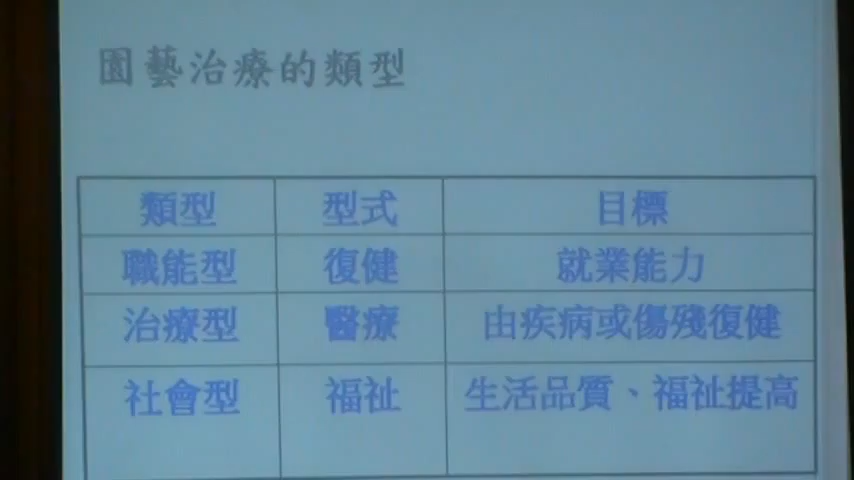 園藝治療的類型
類型 型式 目標
職能型 復健 就業能力
治療型 醫療 由疾病或傷殘復健
社會型 福祉 生活品質、福祉提高